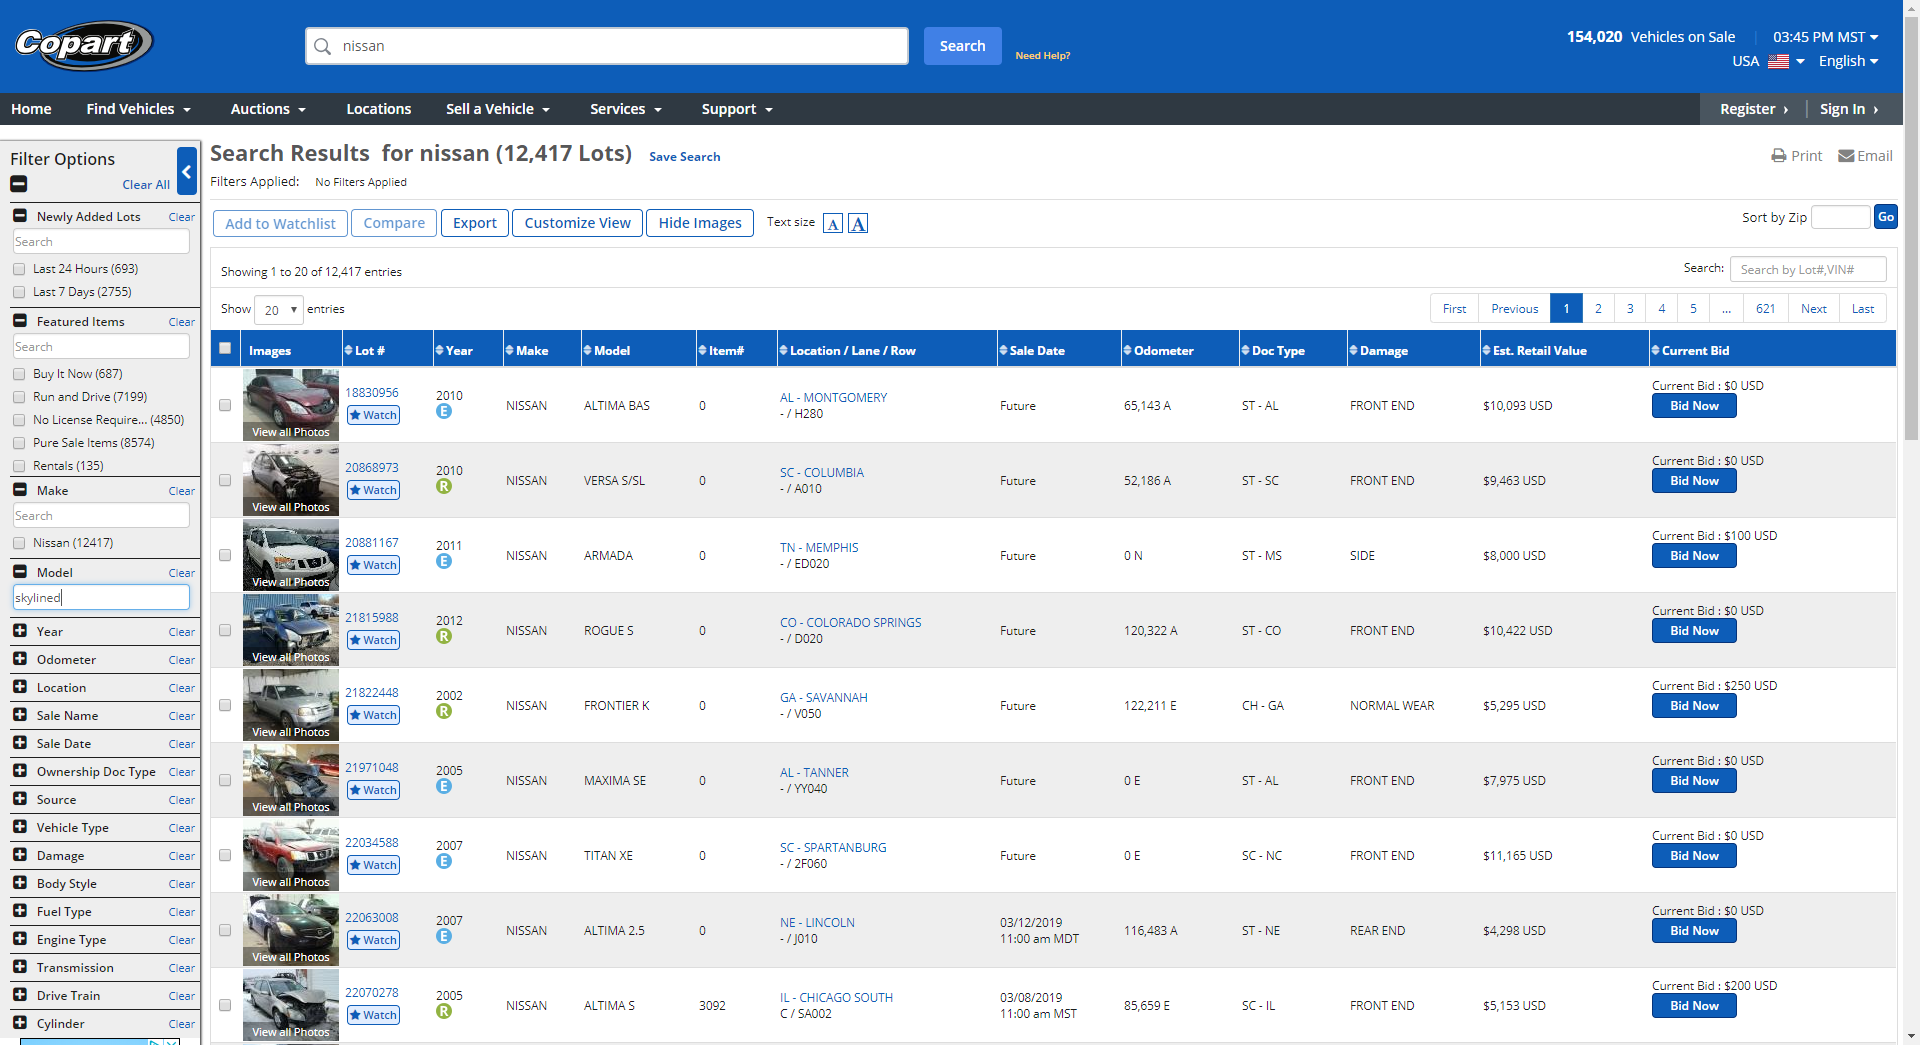 Copart
nissan
Search
Need Help?
154,020 Vehicles on Sale
03:45 PM MST
USA
English
Home
Find Vehicles
Auctions
Locations
Sell a Vehicle
Services
Support
Register ›
Sign In ›
Filter Options
Clear All
Newly Added Lots Clear
Search
Last 24 Hours (693)
Last 7 Days (2755)
Featured Items Clear
Search
Buy It Now (687)
Run and Drive (7199)
No License Require... (4850)
Pure Sale Items (8574)
Rentals (135)
Make Clear
Search
Nissan (12417)
Model Clear
skylined
Year Clear
Odometer Clear
Location Clear
Sale Name Clear
Sale Date Clear
Ownership Doc Type Clear
Source Clear
Vehicle Type Clear
Damage Clear
Body Style Clear
Fuel Type Clear
Engine Type Clear
Transmission Clear
Drive Train Clear
Cylinder Clear
Search Results for nissan (12,417 Lots) Save Search
Print Email
Filters Applied: No Filters Applied
Add to Watchlist Compare Export Customize View Hide Images Text size A A
Sort by Zip Go
Showing 1 to 20 of 12,417 entries
Search: Search by Lot#,VIN#
Show 20 entries
First Previous 1 2 3 4 5 ... 621 Next Last
Images Lot # Year Make Model Item# Location / Lane / Row Sale Date Odometer Doc Type Damage Est. Retail Value Current Bid
View all Photos 18830956 Watch 2010 E NISSAN ALTIMA BAS 0 AL - MONTGOMERY - / H280 Future 65,143 A ST - AL FRONT END $10,093 USD Current Bid : $0 USD Bid Now
View all Photos 20868973 Watch 2010 R NISSAN VERSA S/SL 0 SC - COLUMBIA - / A010 Future 52,186 A ST - SC FRONT END $9,463 USD Current Bid : $0 USD Bid Now
View all Photos 20881167 Watch 2011 E NISSAN ARMADA 0 TN - MEMPHIS - / ED020 Future 0 N ST - MS SIDE $8,000 USD Current Bid : $100 USD Bid Now
View all Photos 21815988 Watch 2012 R NISSAN ROGUE S 0 CO - COLORADO SPRINGS - / D020 Future 120,322 A ST - CO FRONT END $10,422 USD Current Bid : $0 USD Bid Now
View all Photos 21822448 Watch 2002 R NISSAN FRONTIER K 0 GA - SAVANNAH - / V050 Future 122,211 E CH - GA NORMAL WEAR $5,295 USD Current Bid : $250 USD Bid Now
View all Photos 21971048 Watch 2005 E NISSAN MAXIMA SE 0 AL - TANNER - / YY040 Future 0 E ST - AL FRONT END $7,975 USD Current Bid : $0 USD Bid Now
View all Photos 22034588 Watch 2007 E NISSAN TITAN XE 0 SC - SPARTANBURG - / 2F060 Future 0 E SC - NC FRONT END $11,165 USD Current Bid : $0 USD Bid Now
View all Photos 22063008 Watch 2007 E NISSAN ALTIMA 2.5 0 NE - LINCOLN - / J010 03/12/2019 11:00 am MDT 116,483 A ST - NE REAR END $4,298 USD Current Bid : $0 USD Bid Now
View all Photos 22070278 Watch 2005 R NISSAN ALTIMA S 3092 IL - CHICAGO SOUTH C / SA002 03/08/2019 11:00 am MST 85,659 E SC - IL FRONT END $5,153 USD Current Bid : $200 USD Bid Now